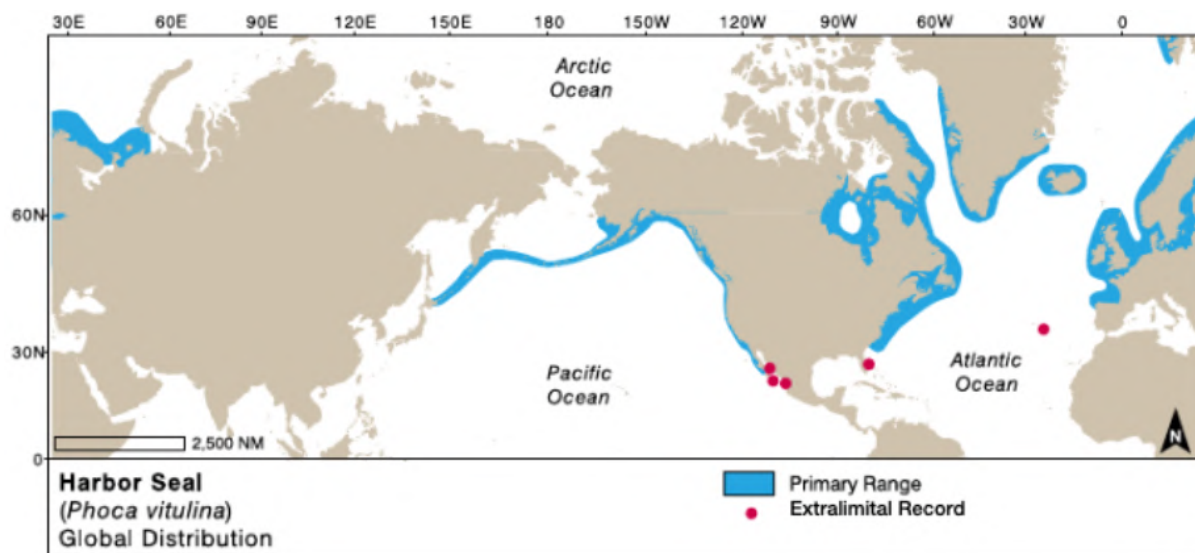 30E 60E 90E 120E 150E 180 150W 120W 90W 60W 30W 0
Arctic
Ocean
60N
30N
Pacific
Ocean
Atlantic
Ocean
2,500 NM
N
0
Harbor Seal
(Phoca vitulina)
Global Distribution
Primary Range
Extralimital Record